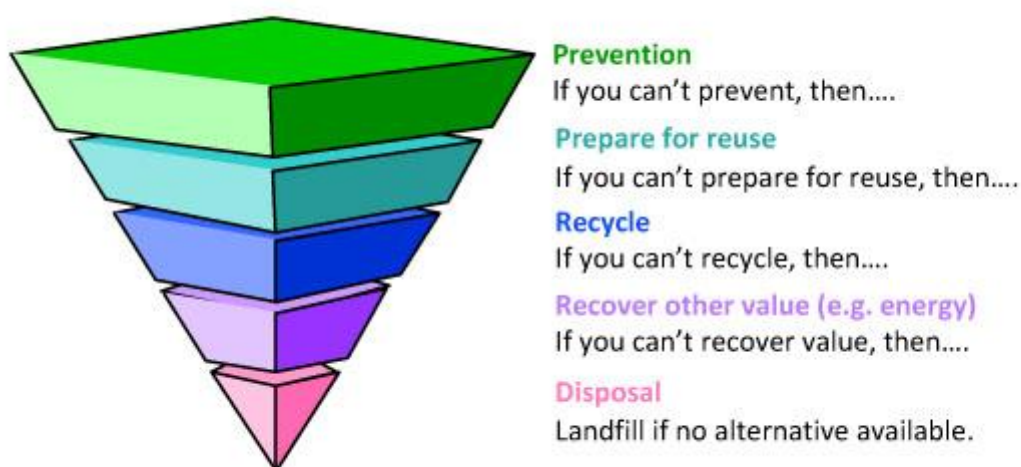 Prevention
If you can’t prevent, then....
Prepare for reuse
If you can’t prepare for reuse, then....
Recycle
If you can’t recycle, then....
Recover other value (e.g. energy)
If you can’t recover value, then....
Disposal
Landfill if no alternative available.